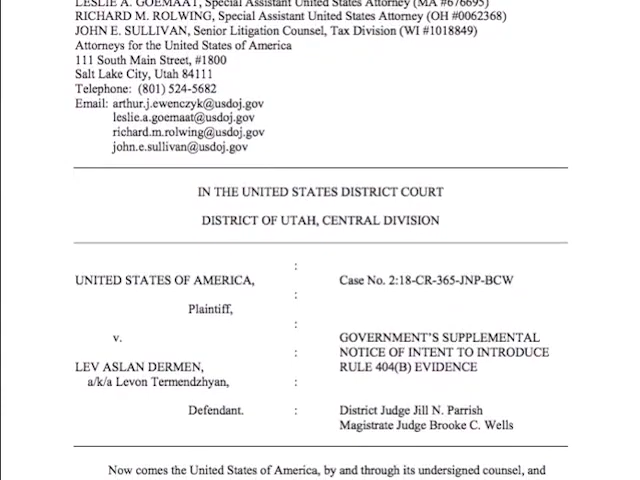 LESLIE A. GOEMAAT, Special Assistant United States Attorney (MA #676695)
RICHARD M. ROLWING, Special Assistant United States Attorney (OH #0062368)
JOHN E. SULLIVAN, Senior Litigation Counsel, Tax Division (WI #1018849)
Attorneys for the United States of America
111 South Main Street, #1800
Salt Lake City, Utah 84111
Telephone: (801) 524-5682
Email: arthur.j.ewenczyk@usdoj.gov
leslie.a.goemaat@usdoj.gov
richard.m.rolwing@usdoj.gov
john.e.sullivan@usdoj.gov
IN THE UNITED STATES DISTRICT COURT
DISTRICT OF UTAH, CENTRAL DIVISION
:
UNITED STATES OF AMERICA, Case No. 2:18-CR-365-JNP-BCW
:
Plaintiff,
:
v. GOVERNMENT'S SUPPLEMENTAL
: NOTICE OF INTENT TO INTRODUCE
LEV ASLAN DERMEN, RULE 404(B) EVIDENCE
a/k/a Levon Termendzhyan, :
Defendant. : District Judge Jill N. Parrish
Magistrate Judge Brooke C. Wells
Now comes the United States of America, by and through its undersigned counsel, and